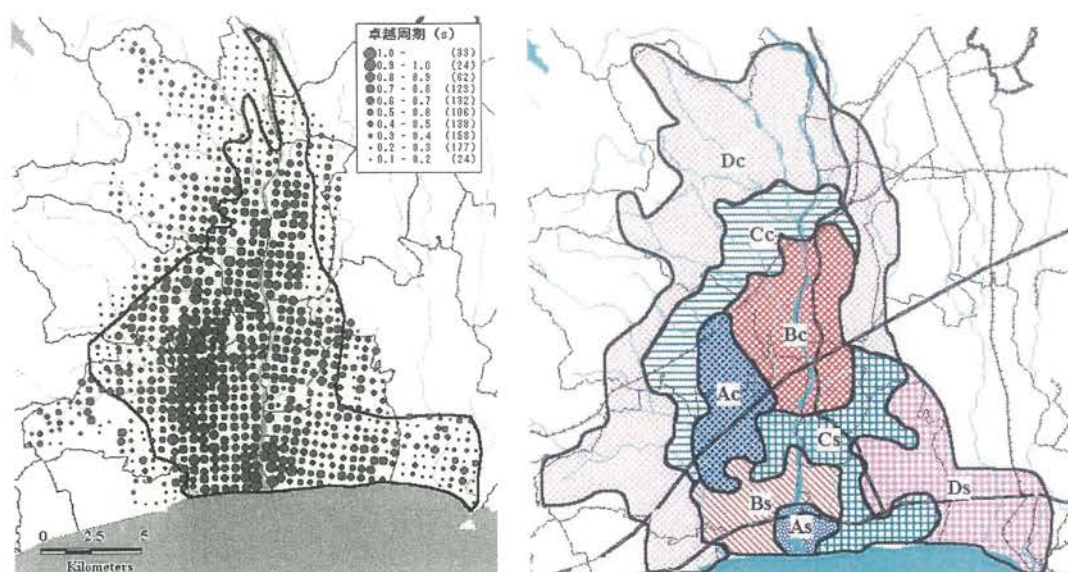 卓越周期 (s)
1.0 - (33)
0.9 - 1.0 (24)
0.8 - 0.9 (62)
0.7 - 0.8 (123)
0.6 - 0.7 (132)
0.5 - 0.6 (106)
0.4 - 0.5 (138)
0.3 - 0.4 (153)
0.2 - 0.3 (177)
0.1 - 0.2 (24)
0 2.5 5
Kilometers
Dc
Cc
Bc
Ac
Cs
Bs
As
Ds